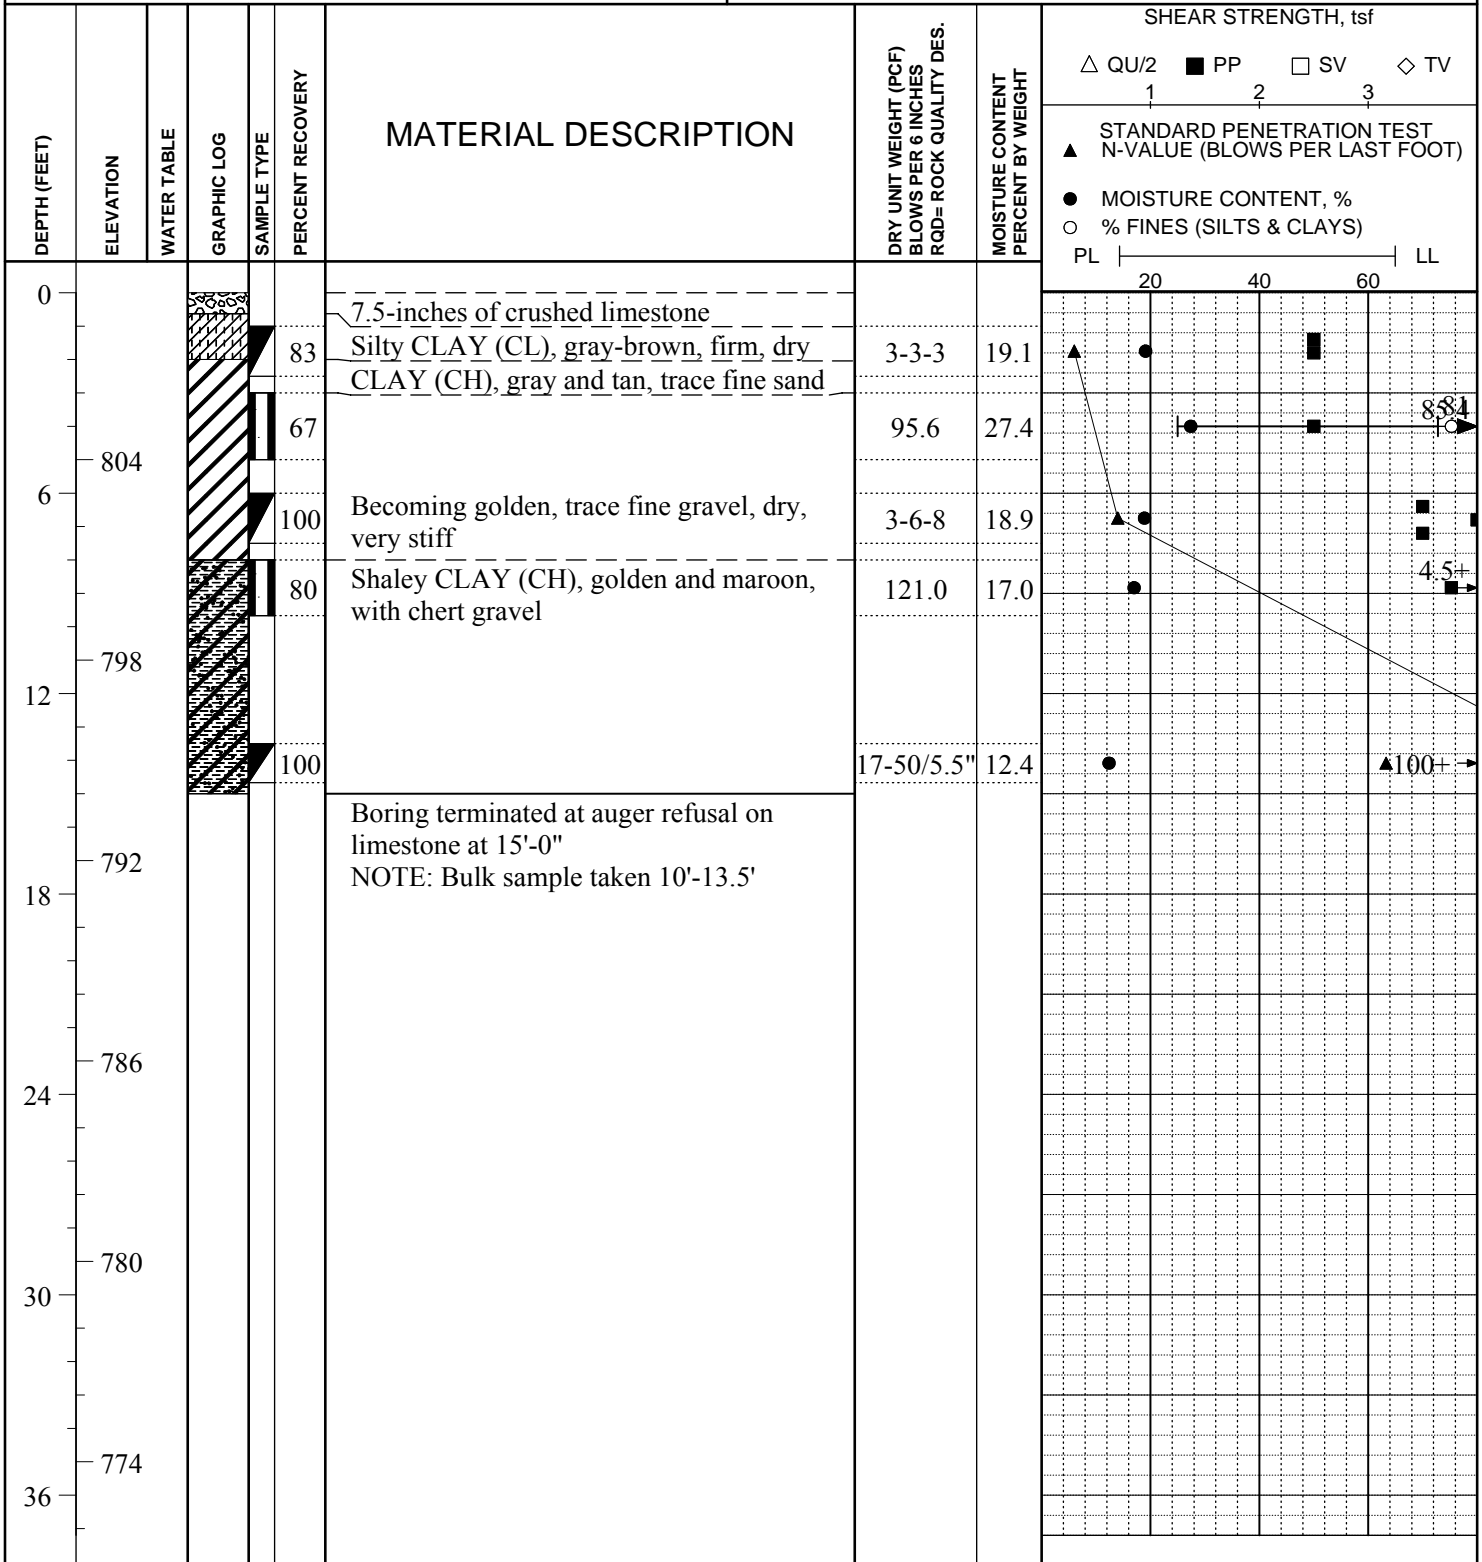 SHEAR STRENGTH, tsf
QU/2 PP SV TV
1 2 3
STANDARD PENETRATION TEST
N-VALUE (BLOWS PER LAST FOOT)
MOISTURE CONTENT, %
% FINES (SILTS & CLAYS)
PL LL
20 40 60
DEPTH (FEET)
ELEVATION
WATER TABLE
GRAPHIC LOG
SAMPLE TYPE
PERCENT RECOVERY
MATERIAL DESCRIPTION
DRY UNIT WEIGHT (PCF)
BLOWS PER 6 INCHES
RQD= ROCK QUALITY DES.
MOISTURE CONTENT
PERCENT BY WEIGHT
0
7.5-inches of crushed limestone
83 Silty CLAY (CL), gray-brown, firm, dry 3-3-3 19.1
CLAY (CH), gray and tan, trace fine sand
67 95.6 27.4
85.4 81
804
6
100 Becoming golden, trace fine gravel, dry, 3-6-8 18.9
very stiff
80 Shaley CLAY (CH), golden and maroon, 121.0 17.0 4.5+
with chert gravel
798
12
100 17-50/5.5" 12.4 100+
Boring terminated at auger refusal on
limestone at 15'-0"
792
NOTE: Bulk sample taken 10'-13.5'
18
786
24
780
30
774
36